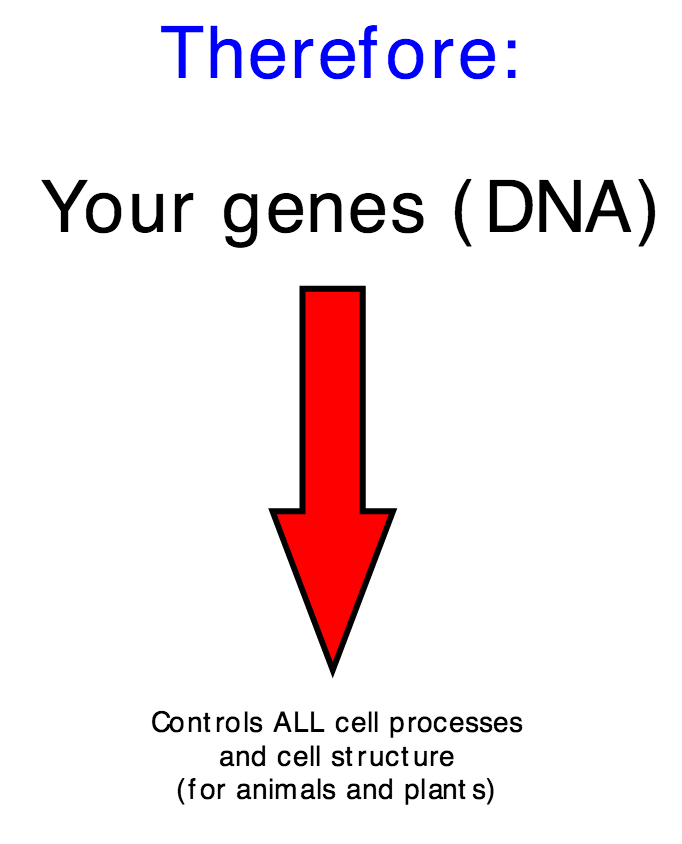 Therefore:
Your genes (DNA)
Controls ALL cell processes
and cell structure
(for animals and plants)